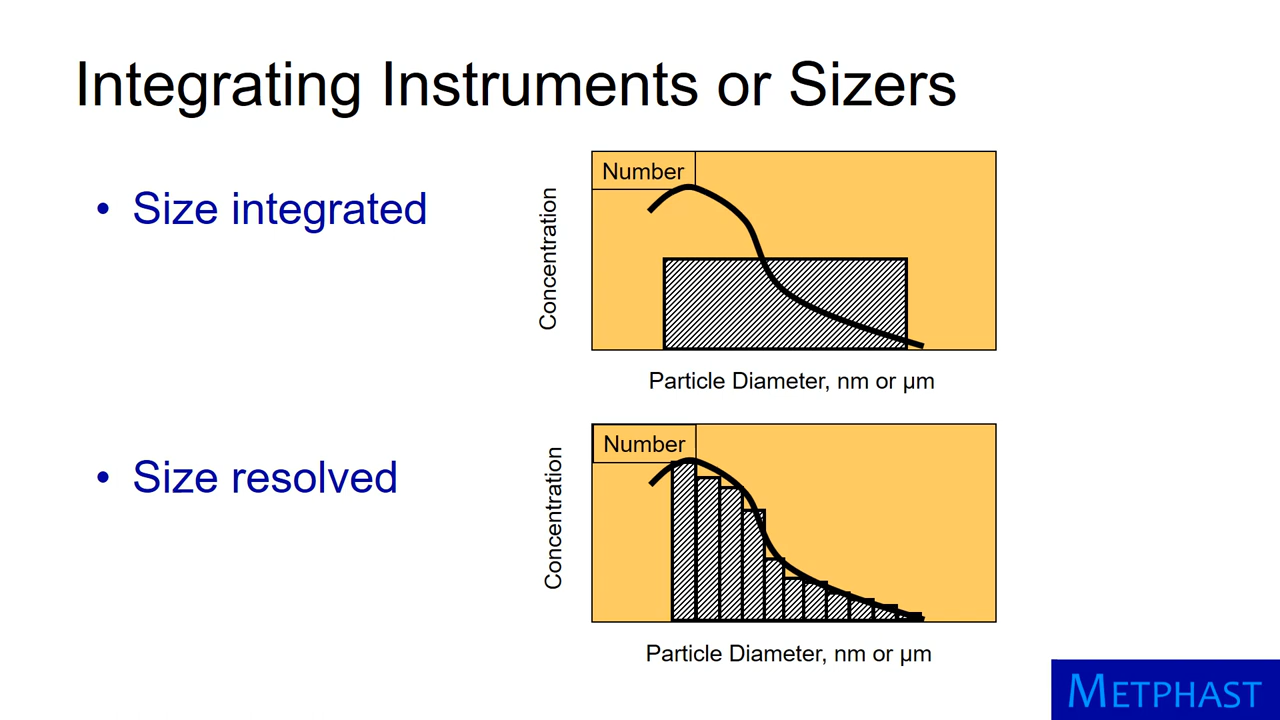 Integrating Instruments or Sizers
• Size integrated
Number
Concentration
Particle Diameter, nm or µm
• Size resolved
Number
Concentration
Particle Diameter, nm or µm
METPHAST